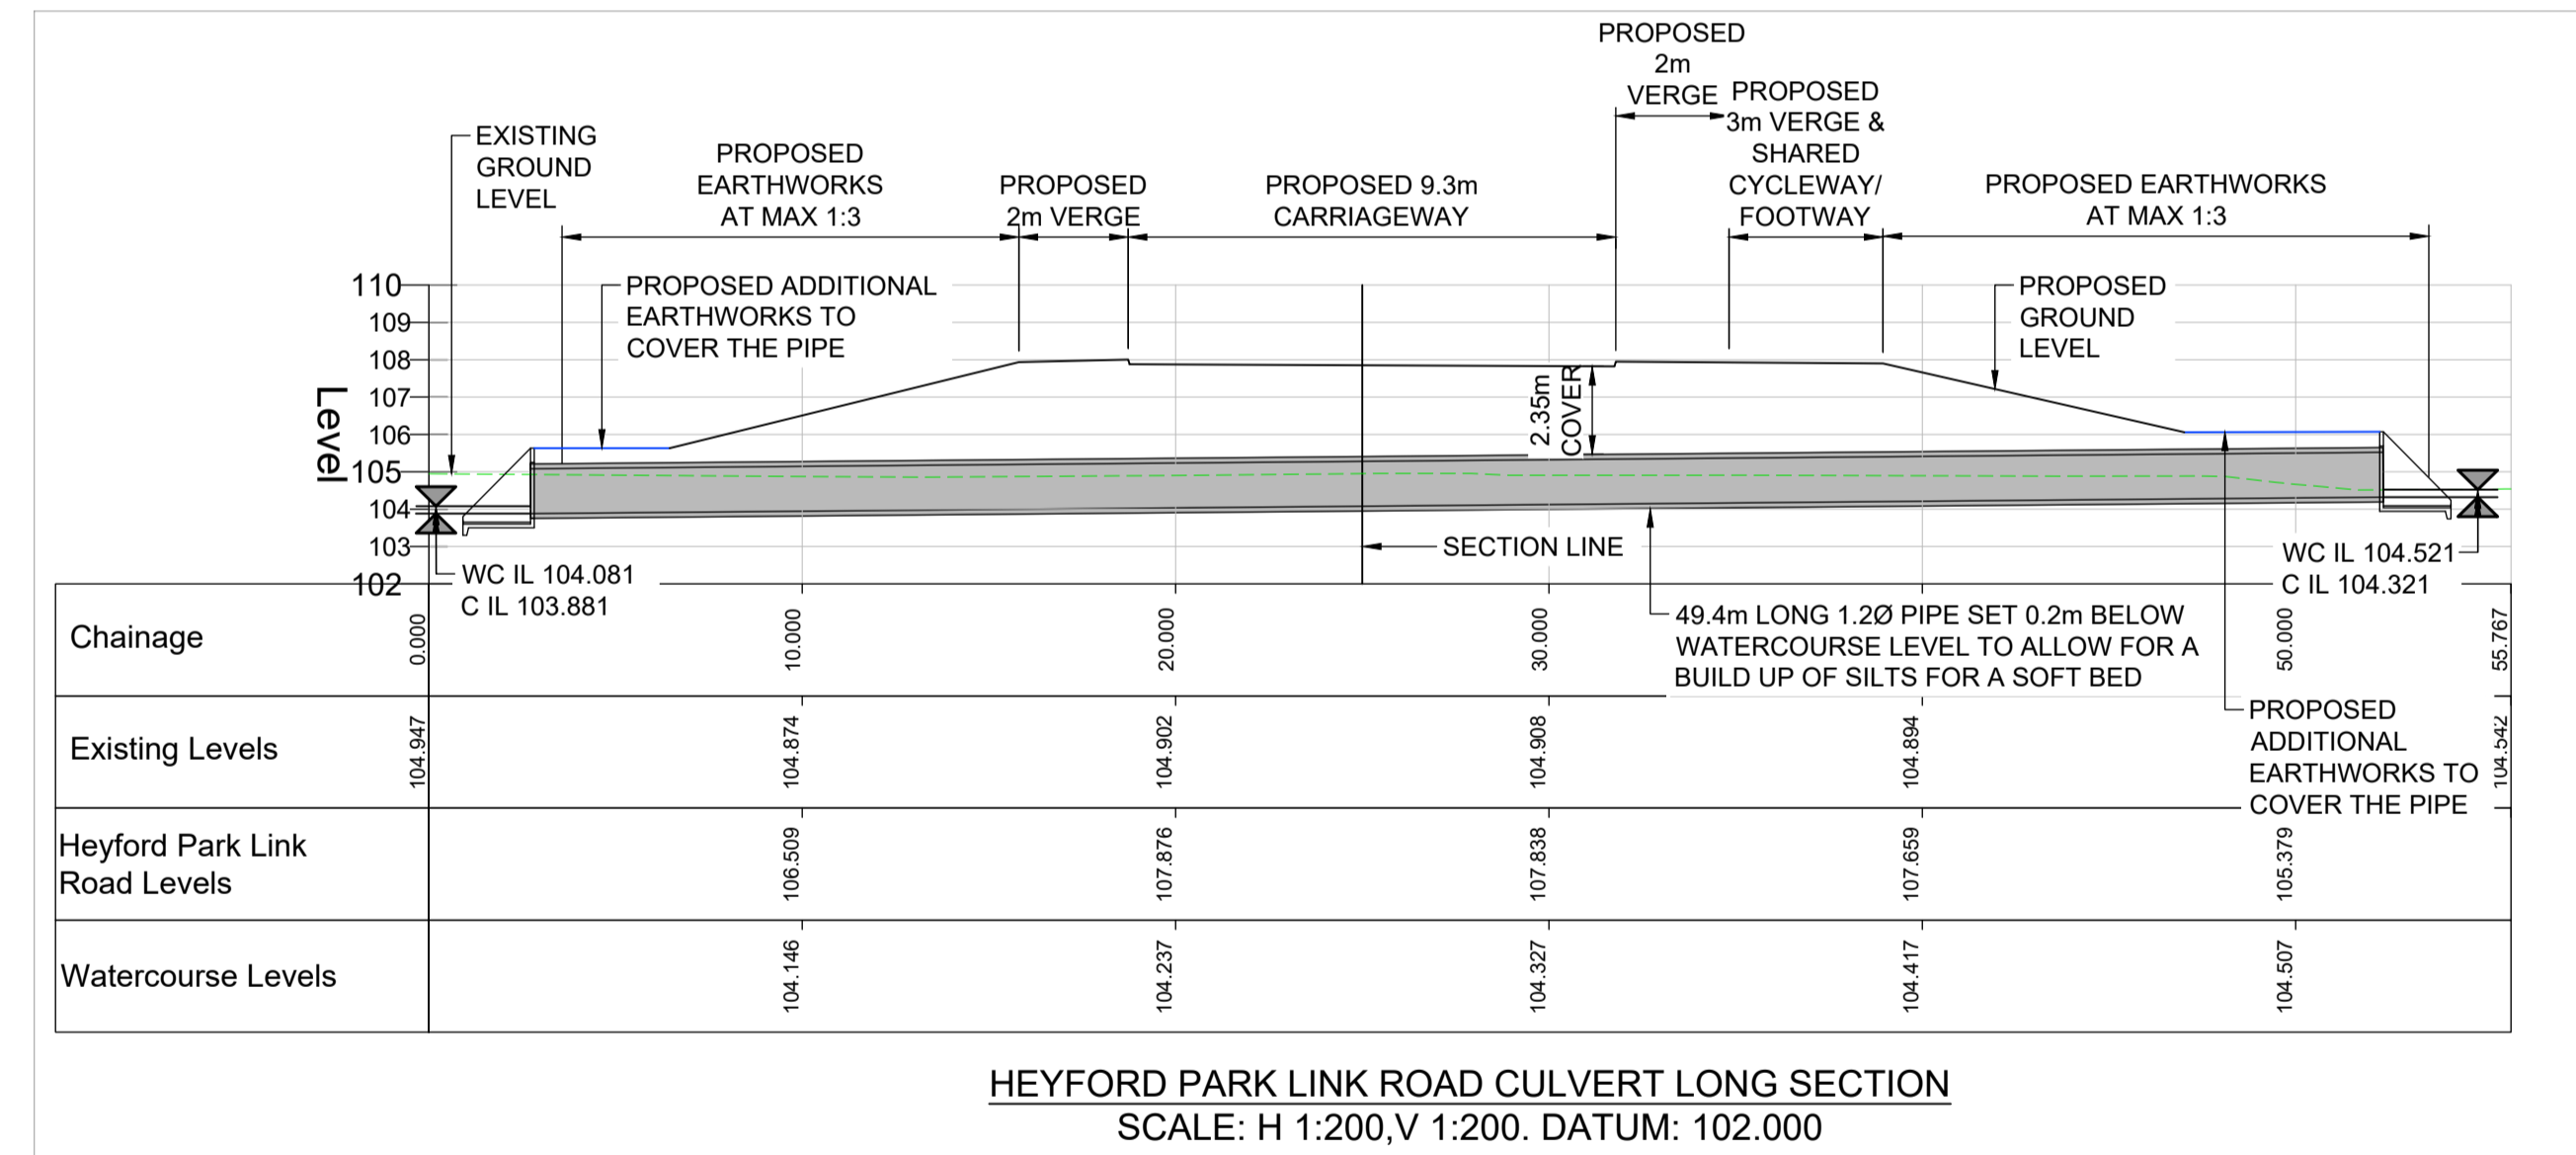 PROPOSED
2m
VERGE
PROPOSED
3m VERGE &
SHARED
CYCLEWAY/
FOOTWAY
EXISTING
GROUND
LEVEL
PROPOSED
EARTHWORKS
AT MAX 1:3
PROPOSED
2m VERGE
PROPOSED 9.3m
CARRIAGEWAY
PROPOSED EARTHWORKS
AT MAX 1:3
PROPOSED ADDITIONAL
EARTHWORKS TO
COVER THE PIPE
PROPOSED
GROUND
LEVEL
Level
110
109
108
107
106
105
104
103
102
2.35m
COVER
SECTION LINE
WC IL 104.081
C IL 103.881
WC IL 104.521
C IL 104.321
49.4m LONG 1.2Ø PIPE SET 0.2m BELOW
WATERCOURSE LEVEL TO ALLOW FOR A
BUILD UP OF SILTS FOR A SOFT BED
PROPOSED
ADDITIONAL
EARTHWORKS TO
COVER THE PIPE
Chainage
0.000 10.000 20.000 30.000 50.000 55.767
Existing Levels
104.947 104.874 104.902 104.908 104.894 104.542
Heyford Park Link
Road Levels
106.509 107.876 107.838 107.659 105.379
Watercourse Levels
104.146 104.237 104.327 104.417 104.507
HEYFORD PARK LINK ROAD CULVERT LONG SECTION
SCALE: H 1:200,V 1:200. DATUM: 102.000